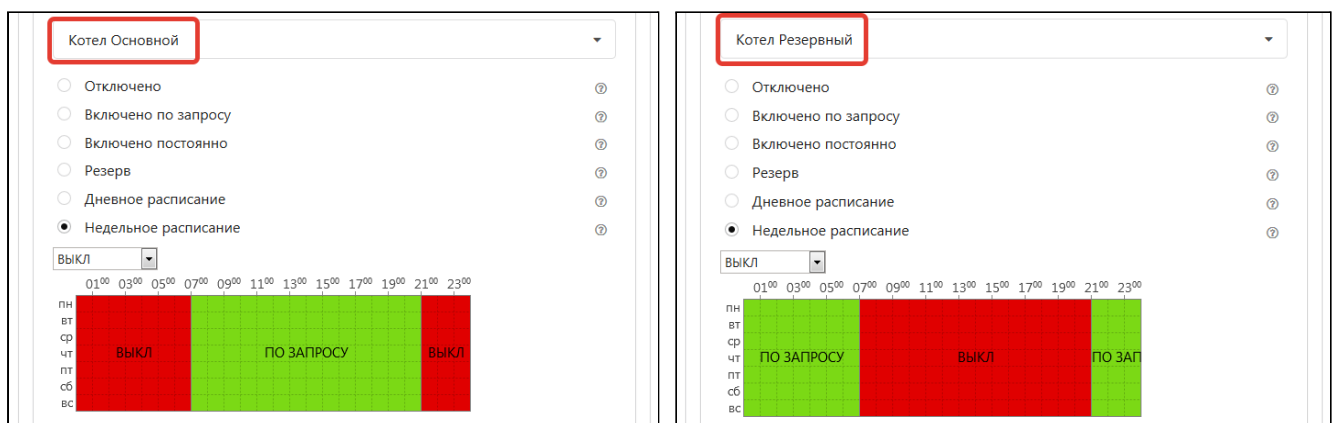 Котел Основной
Отключено
Включено по запросу
Включено постоянно
Резерв
Дневное расписание
Недельное расписание
ВЫКЛ
01⁰⁰ 03⁰⁰ 05⁰⁰ 07⁰⁰ 09⁰⁰ 11⁰⁰ 13⁰⁰ 15⁰⁰ 17⁰⁰ 19⁰⁰ 21⁰⁰ 23⁰⁰
пн
вт
ср
чт ВЫКЛ ПО ЗАПРОСУ ВЫКЛ
пт
сб
вс
Котел Резервный
Отключено
Включено по запросу
Включено постоянно
Резерв
Дневное расписание
Недельное расписание
ВЫКЛ
01⁰⁰ 03⁰⁰ 05⁰⁰ 07⁰⁰ 09⁰⁰ 11⁰⁰ 13⁰⁰ 15⁰⁰ 17⁰⁰ 19⁰⁰ 21⁰⁰ 23⁰⁰
пн
вт
ср
чт ПО ЗАПРОСУ ВЫКЛ ПО ЗАП
пт
сб
вс